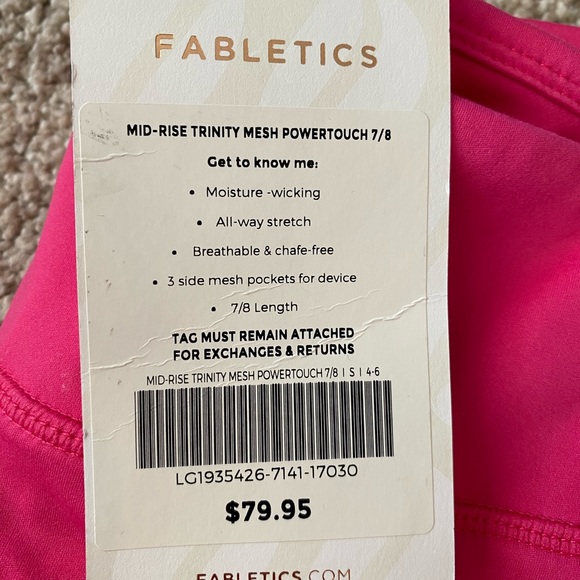 FABLETICS
MID-RISE TRINITY MESH POWERTOUCH 7/8
Get to know me:
• Moisture -wicking
• All-way stretch
• Breathable & chafe-free
• 3 side mesh pockets for device
• 7/8 Length
TAG MUST REMAIN ATTACHED
FOR EXCHANGES & RETURNS
MID-RISE TRINITY MESH POWERTOUCH 7/8 | S | 4-6
LG1935426-7141-17030
$79.95
FABLETICS.COM